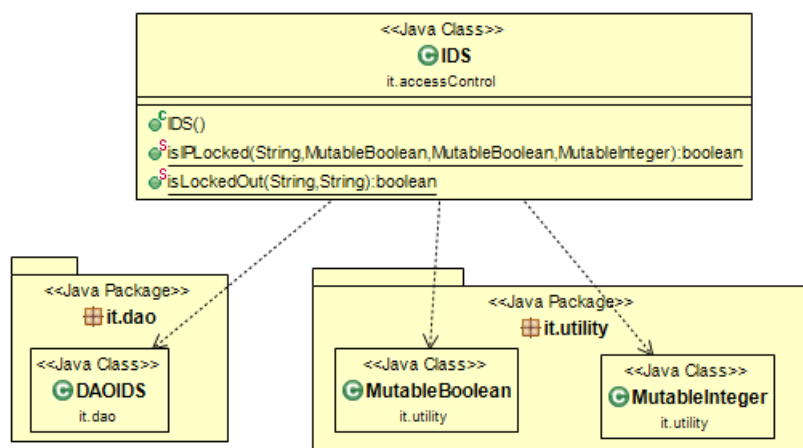 <<Java Class>>
C IDS
it.accessControl
C IDS()
S isIPLocked(String,MutableBoolean,MutableBoolean,MutableInteger):boolean
S isLockedOut(String,String):boolean
<<Java Package>>
it.dao
<<Java Class>>
C DAOIDS
it.dao
<<Java Package>>
it.utility
<<Java Class>>
C MutableBoolean
it.utility
<<Java Class>>
C MutableInteger
it.utility